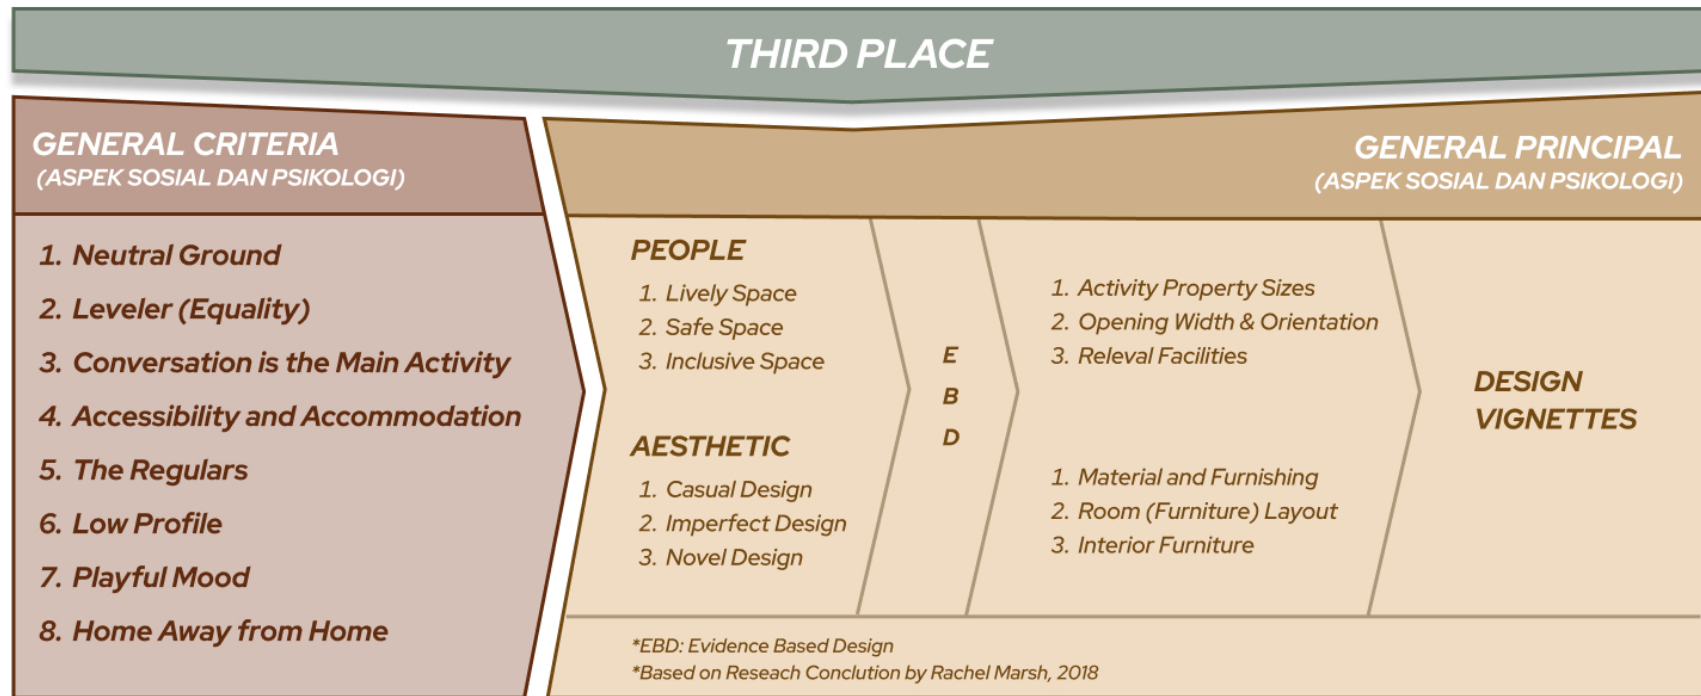 THIRD PLACE
GENERAL CRITERIA
(ASPEK SOSIAL DAN PSIKOLOGI)
1. Neutral Ground
2. Leveler (Equality)
3. Conversation is the Main Activity
4. Accessibility and Accommodation
5. The Regulars
6. Low Profile
7. Playful Mood
8. Home Away from Home
GENERAL PRINCIPAL
(ASPEK SOSIAL DAN PSIKOLOGI)
PEOPLE
1. Lively Space
2. Safe Space
3. Inclusive Space
AESTHETIC
1. Casual Design
2. Imperfect Design
3. Novel Design
E
B
D
1. Activity Property Sizes
2. Opening Width & Orientation
3. Releval Facilities
1. Material and Furnishing
2. Room (Furniture) Layout
3. Interior Furniture
DESIGN
VIGNETTES
*EBD: Evidence Based Design
*Based on Reseach Conclution by Rachel Marsh, 2018